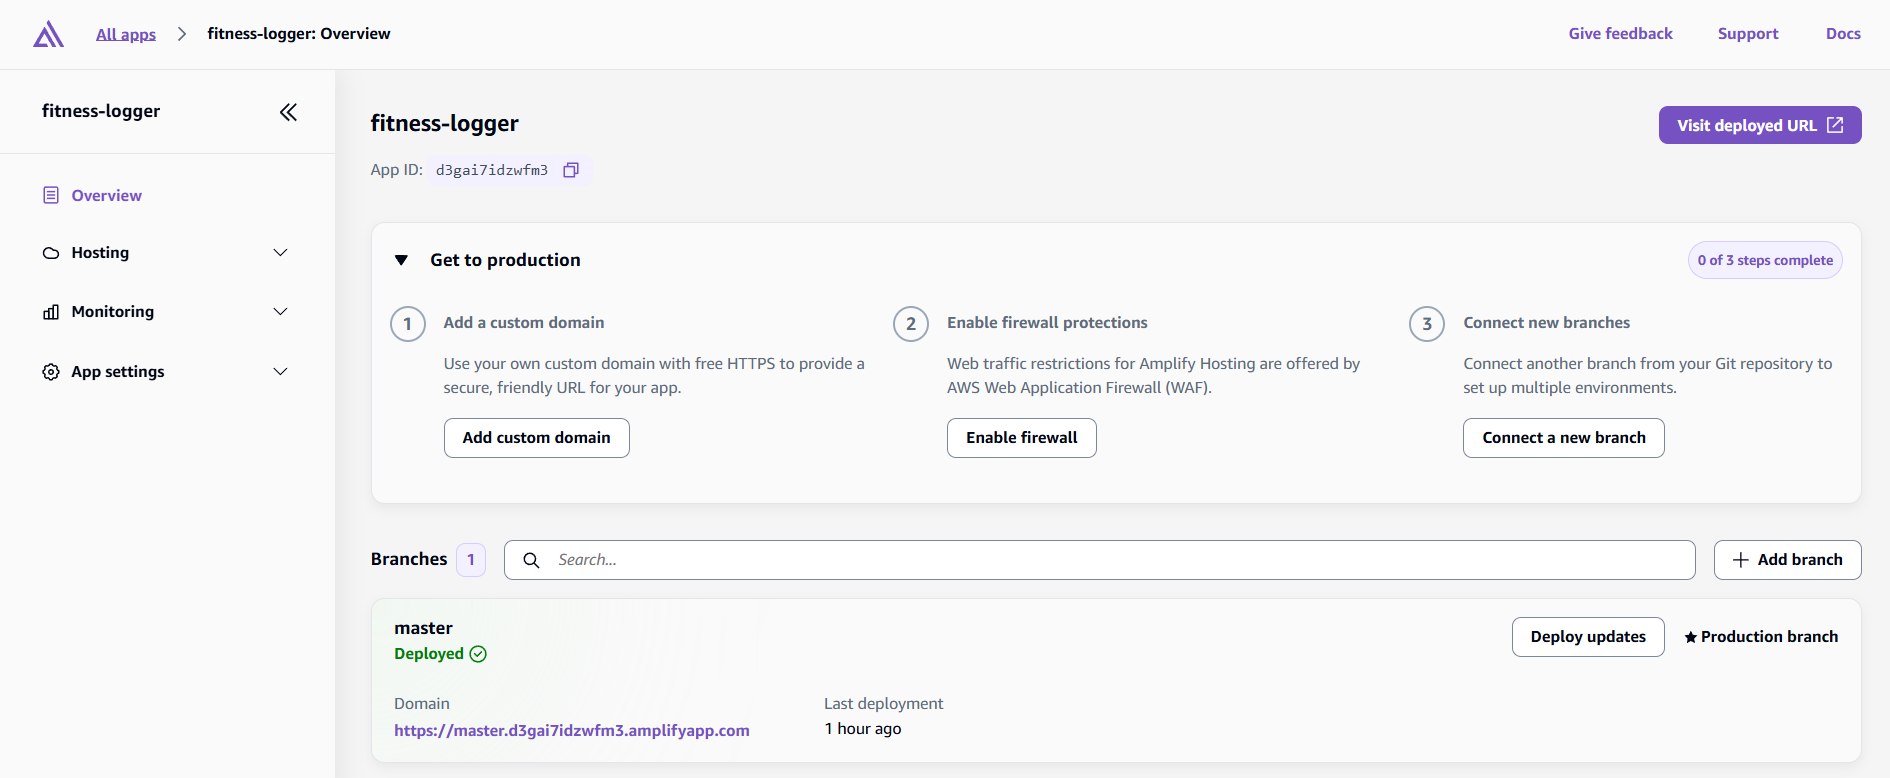 All apps
fitness-logger: Overview
Give feedback
Support
Docs
fitness-logger
Overview
Hosting
Monitoring
App settings
fitness-logger
Visit deployed URL
App ID: d3gai7idzwfm3
Get to production
0 of 3 steps complete
1
Add a custom domain
Use your own custom domain with free HTTPS to provide a
secure, friendly URL for your app.
Add custom domain
2
Enable firewall protections
Web traffic restrictions for Amplify Hosting are offered by
AWS Web Application Firewall (WAF).
Enable firewall
3
Connect new branches
Connect another branch from your Git repository to
set up multiple environments.
Connect a new branch
Branches 1
Search...
Add branch
master
Deployed
Deploy updates
Production branch
Domain
https://master.d3gai7idzwfm3.amplifyapp.com
Last deployment
1 hour ago